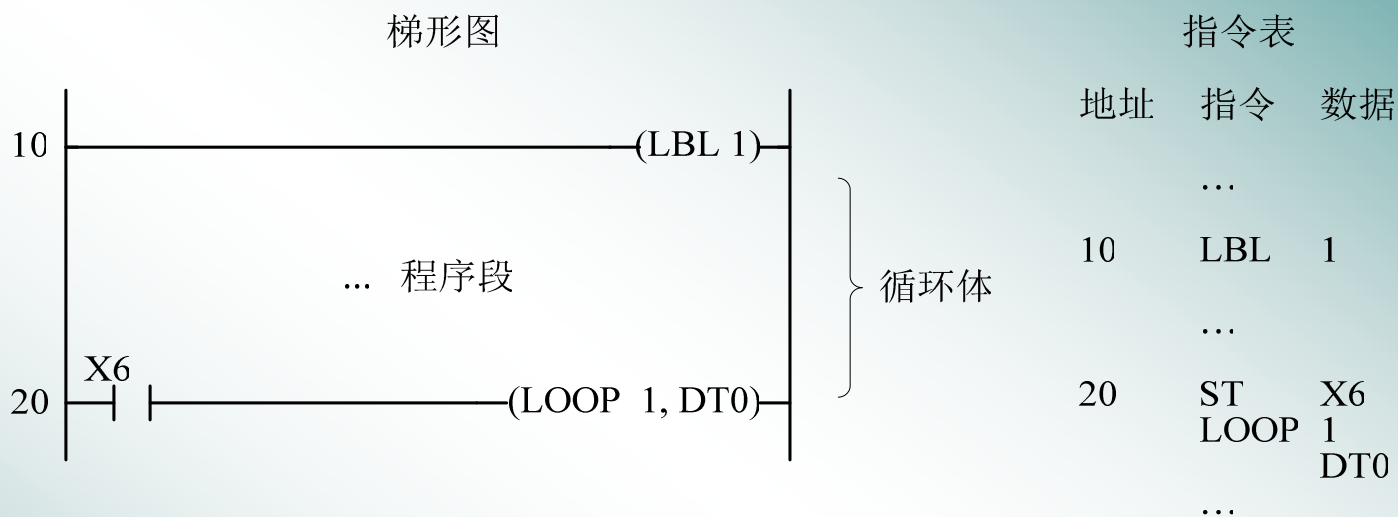 梯形图
10 (LBL 1)
... 程序段
循环体
X6
20 (LOOP 1, DT0)
指令表
地址 指令 数据
...
10 LBL 1
...
20 ST X6
LOOP 1
DT0
...